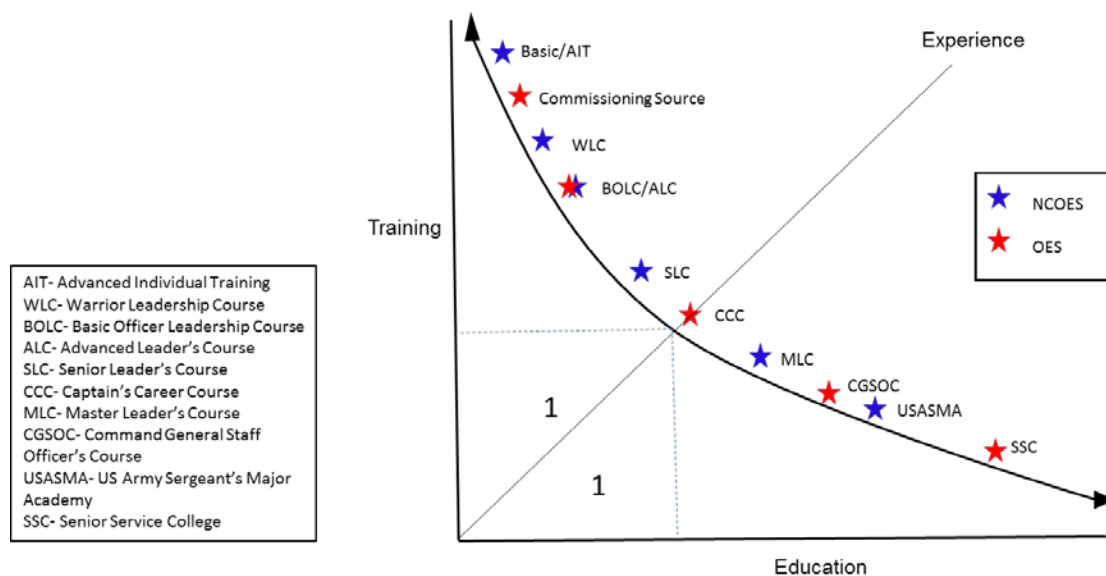 Experience
Basic/AIT
Commissioning Source
WLC
BOLC/ALC
NCOES
OES
Training
SLC
CCC
MLC
CGSOC
USASMA
SSC
1
1
Education
AIT- Advanced Individual Training
WLC- Warrior Leadership Course
BOLC- Basic Officer Leadership Course
ALC- Advanced Leader's Course
SLC- Senior Leader's Course
CCC- Captain's Career Course
MLC- Master Leader's Course
CGSOC- Command General Staff
Officer's Course
USASMA- US Army Sergeant's Major
Academy
SSC- Senior Service College